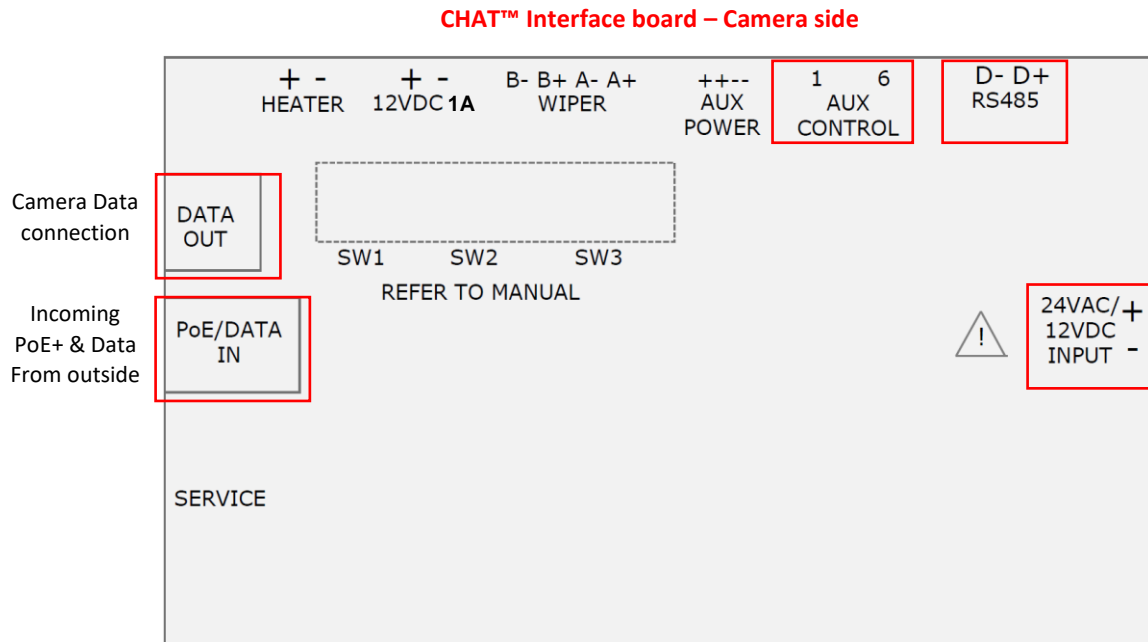 CHAT™ Interface board – Camera side
+ -
HEATER
+ -
12VDC 1A
B- B+ A- A+
WIPER
++--
AUX
POWER
1 6
AUX
CONTROL
D- D+
RS485
Camera Data
connection
DATA
OUT
SW1 SW2 SW3
REFER TO MANUAL
Incoming
PoE+ & Data
From outside
PoE/DATA
IN
!
24VAC/+
12VDC
INPUT -
SERVICE